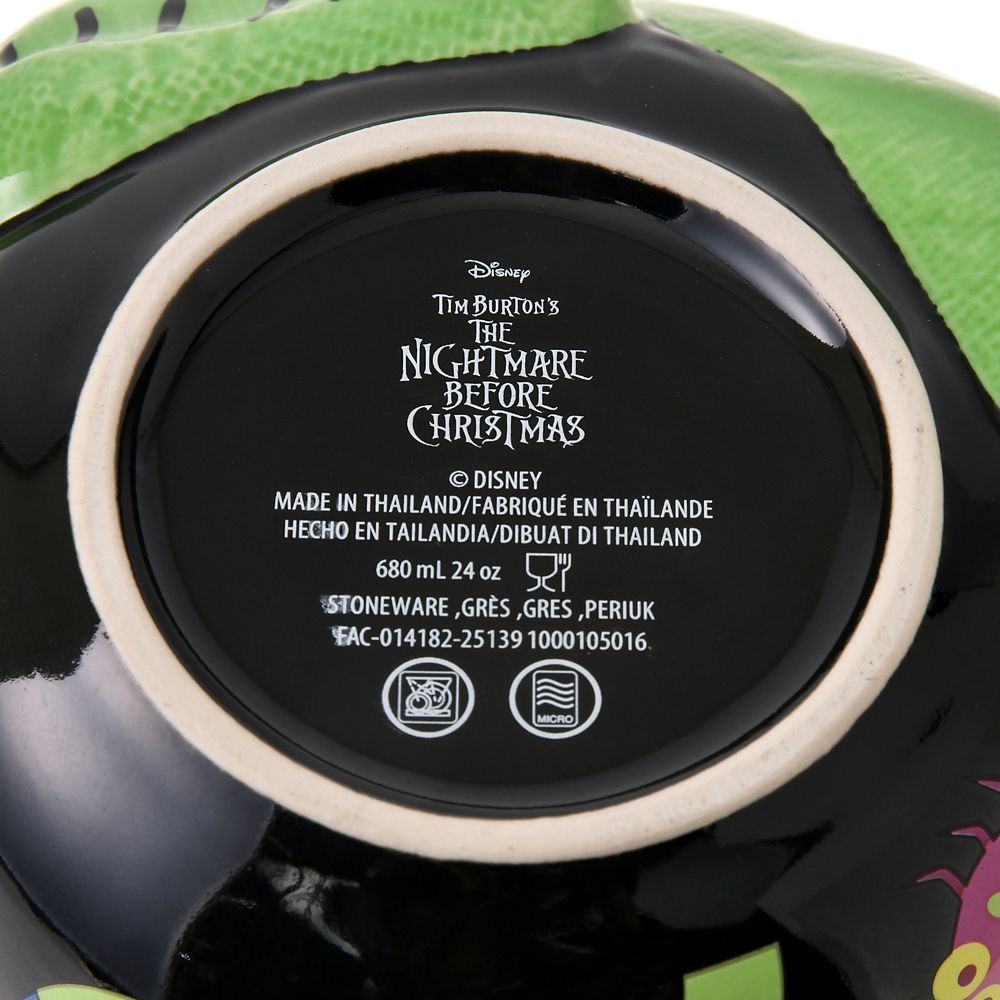 Disney
TIM BURTON'S
THE
NIGHTMARE
BEFORE
CHRISTMAS
© DISNEY
MADE IN THAILAND/FABRIQUÉ EN THAÏLANDE
HECHO EN TAILANDIA/DIBUAT DI THAILAND
680 mL 24 oz
STONEWARE ,GRÈS ,GRES ,PERIUK
FAC-014182-25139 1000105016
MICRO